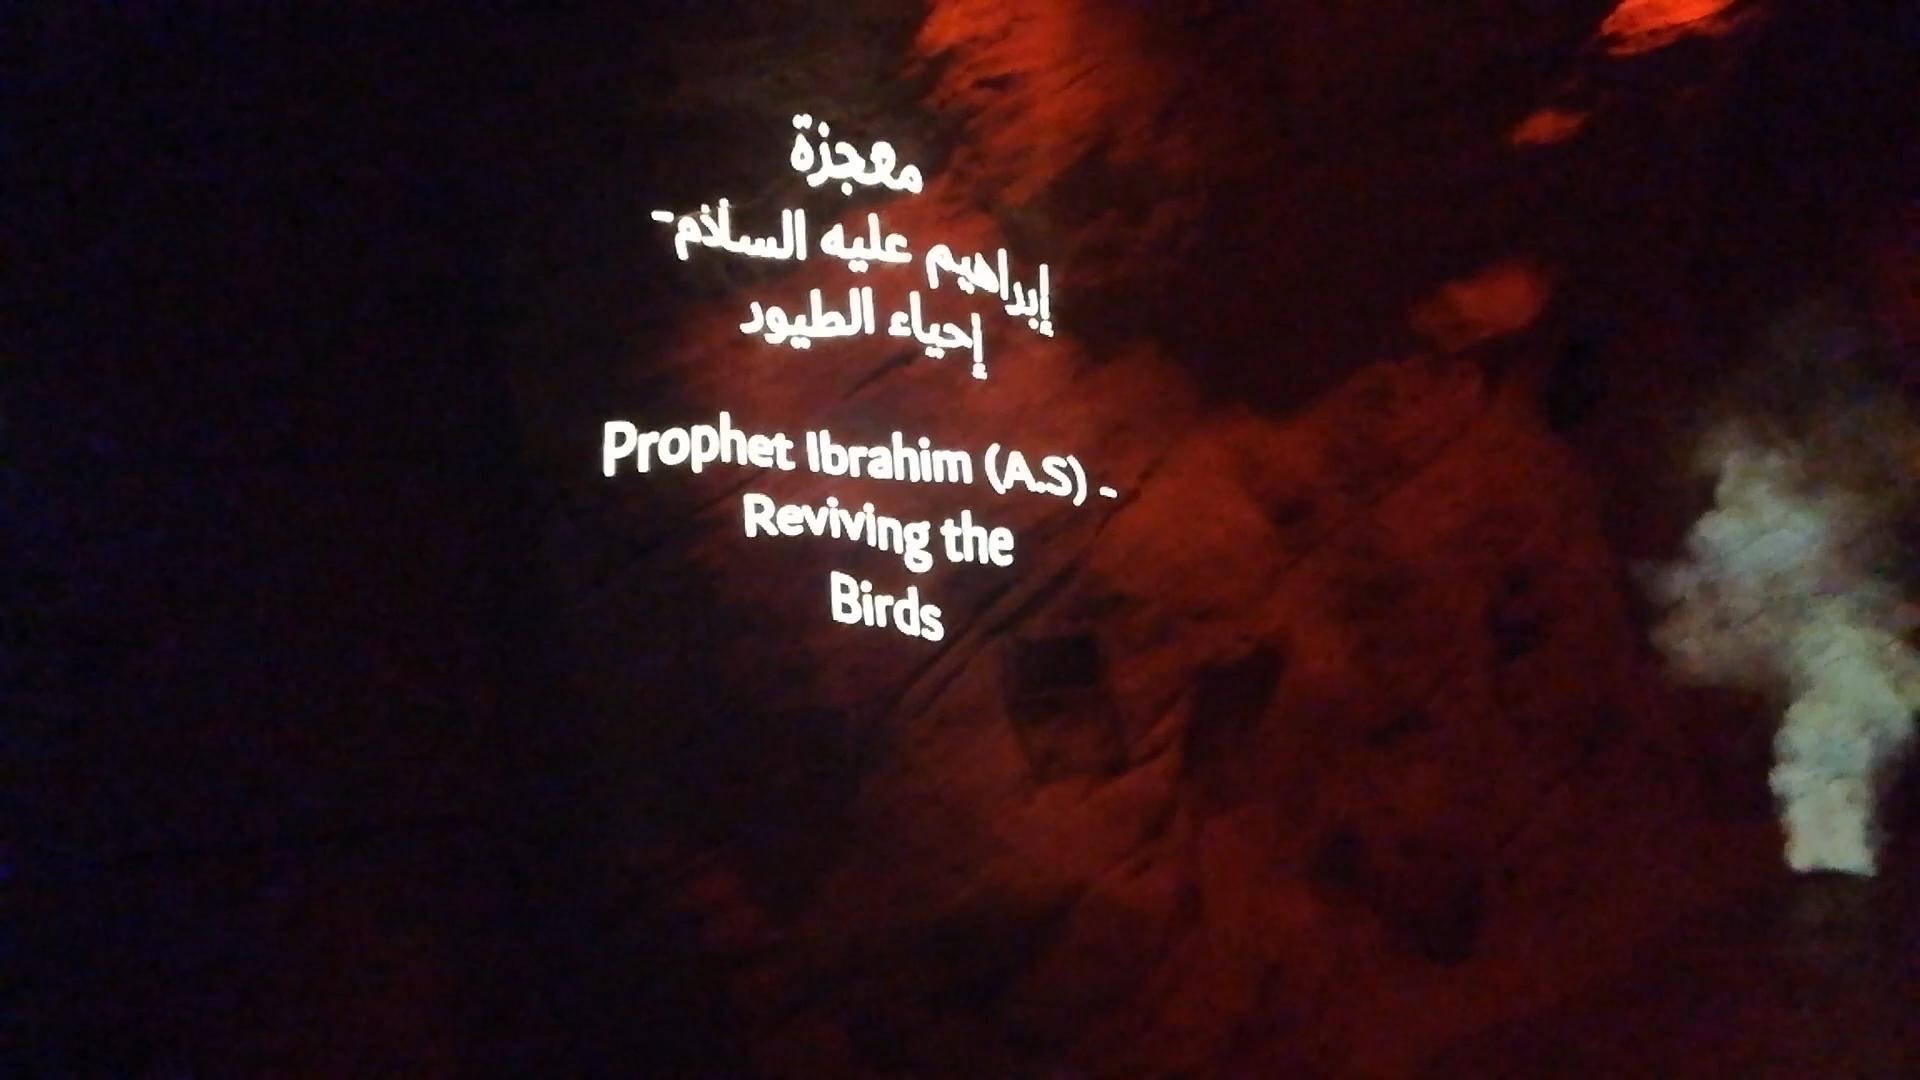 معجزة
إبراهيم عليه السلام-
إحياء الطيور
Prophet Ibrahim (A.S) -
Reviving the
Birds